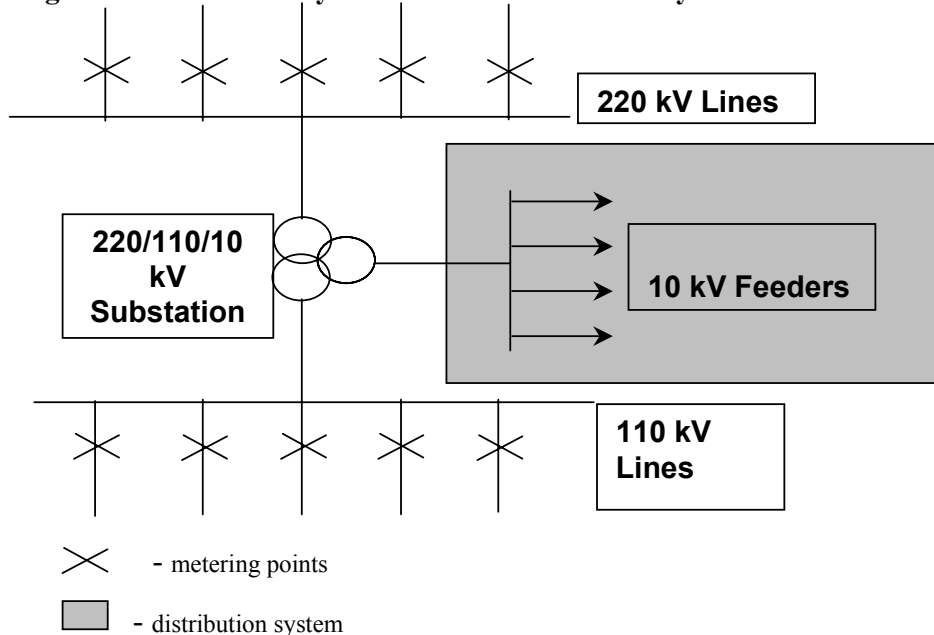 220 kV Lines
220/110/10
kV
Substation
10 kV Feeders
110 kV
Lines
- metering points
- distribution system